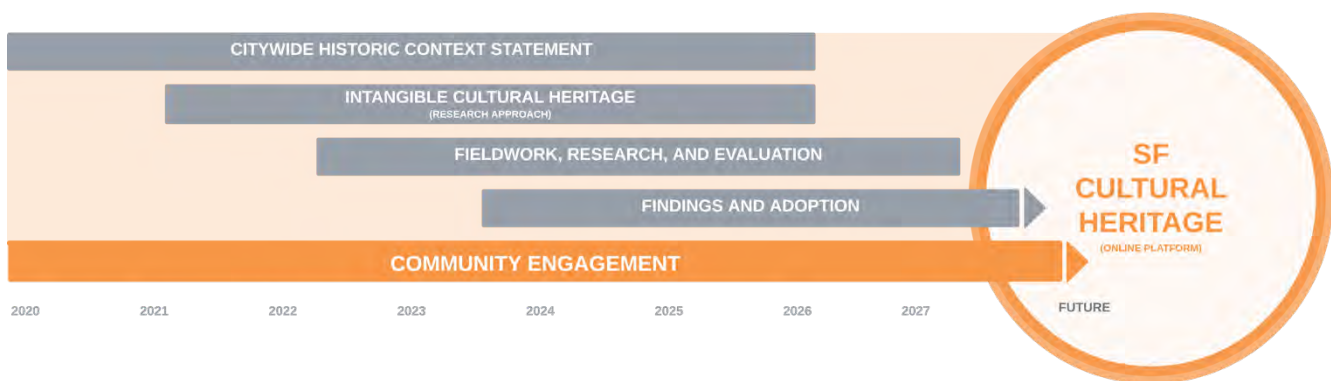 CITYWIDE HISTORIC CONTEXT STATEMENT
INTANGIBLE CULTURAL HERITAGE
(RESEARCH APPROACH)
FIELDWORK, RESEARCH, AND EVALUATION
FINDINGS AND ADOPTION
COMMUNITY ENGAGEMENT
SF
CULTURAL
HERITAGE
(ONLINE PLATFORM)
2020 2021 2022 2023 2024 2025 2026 2027 FUTURE